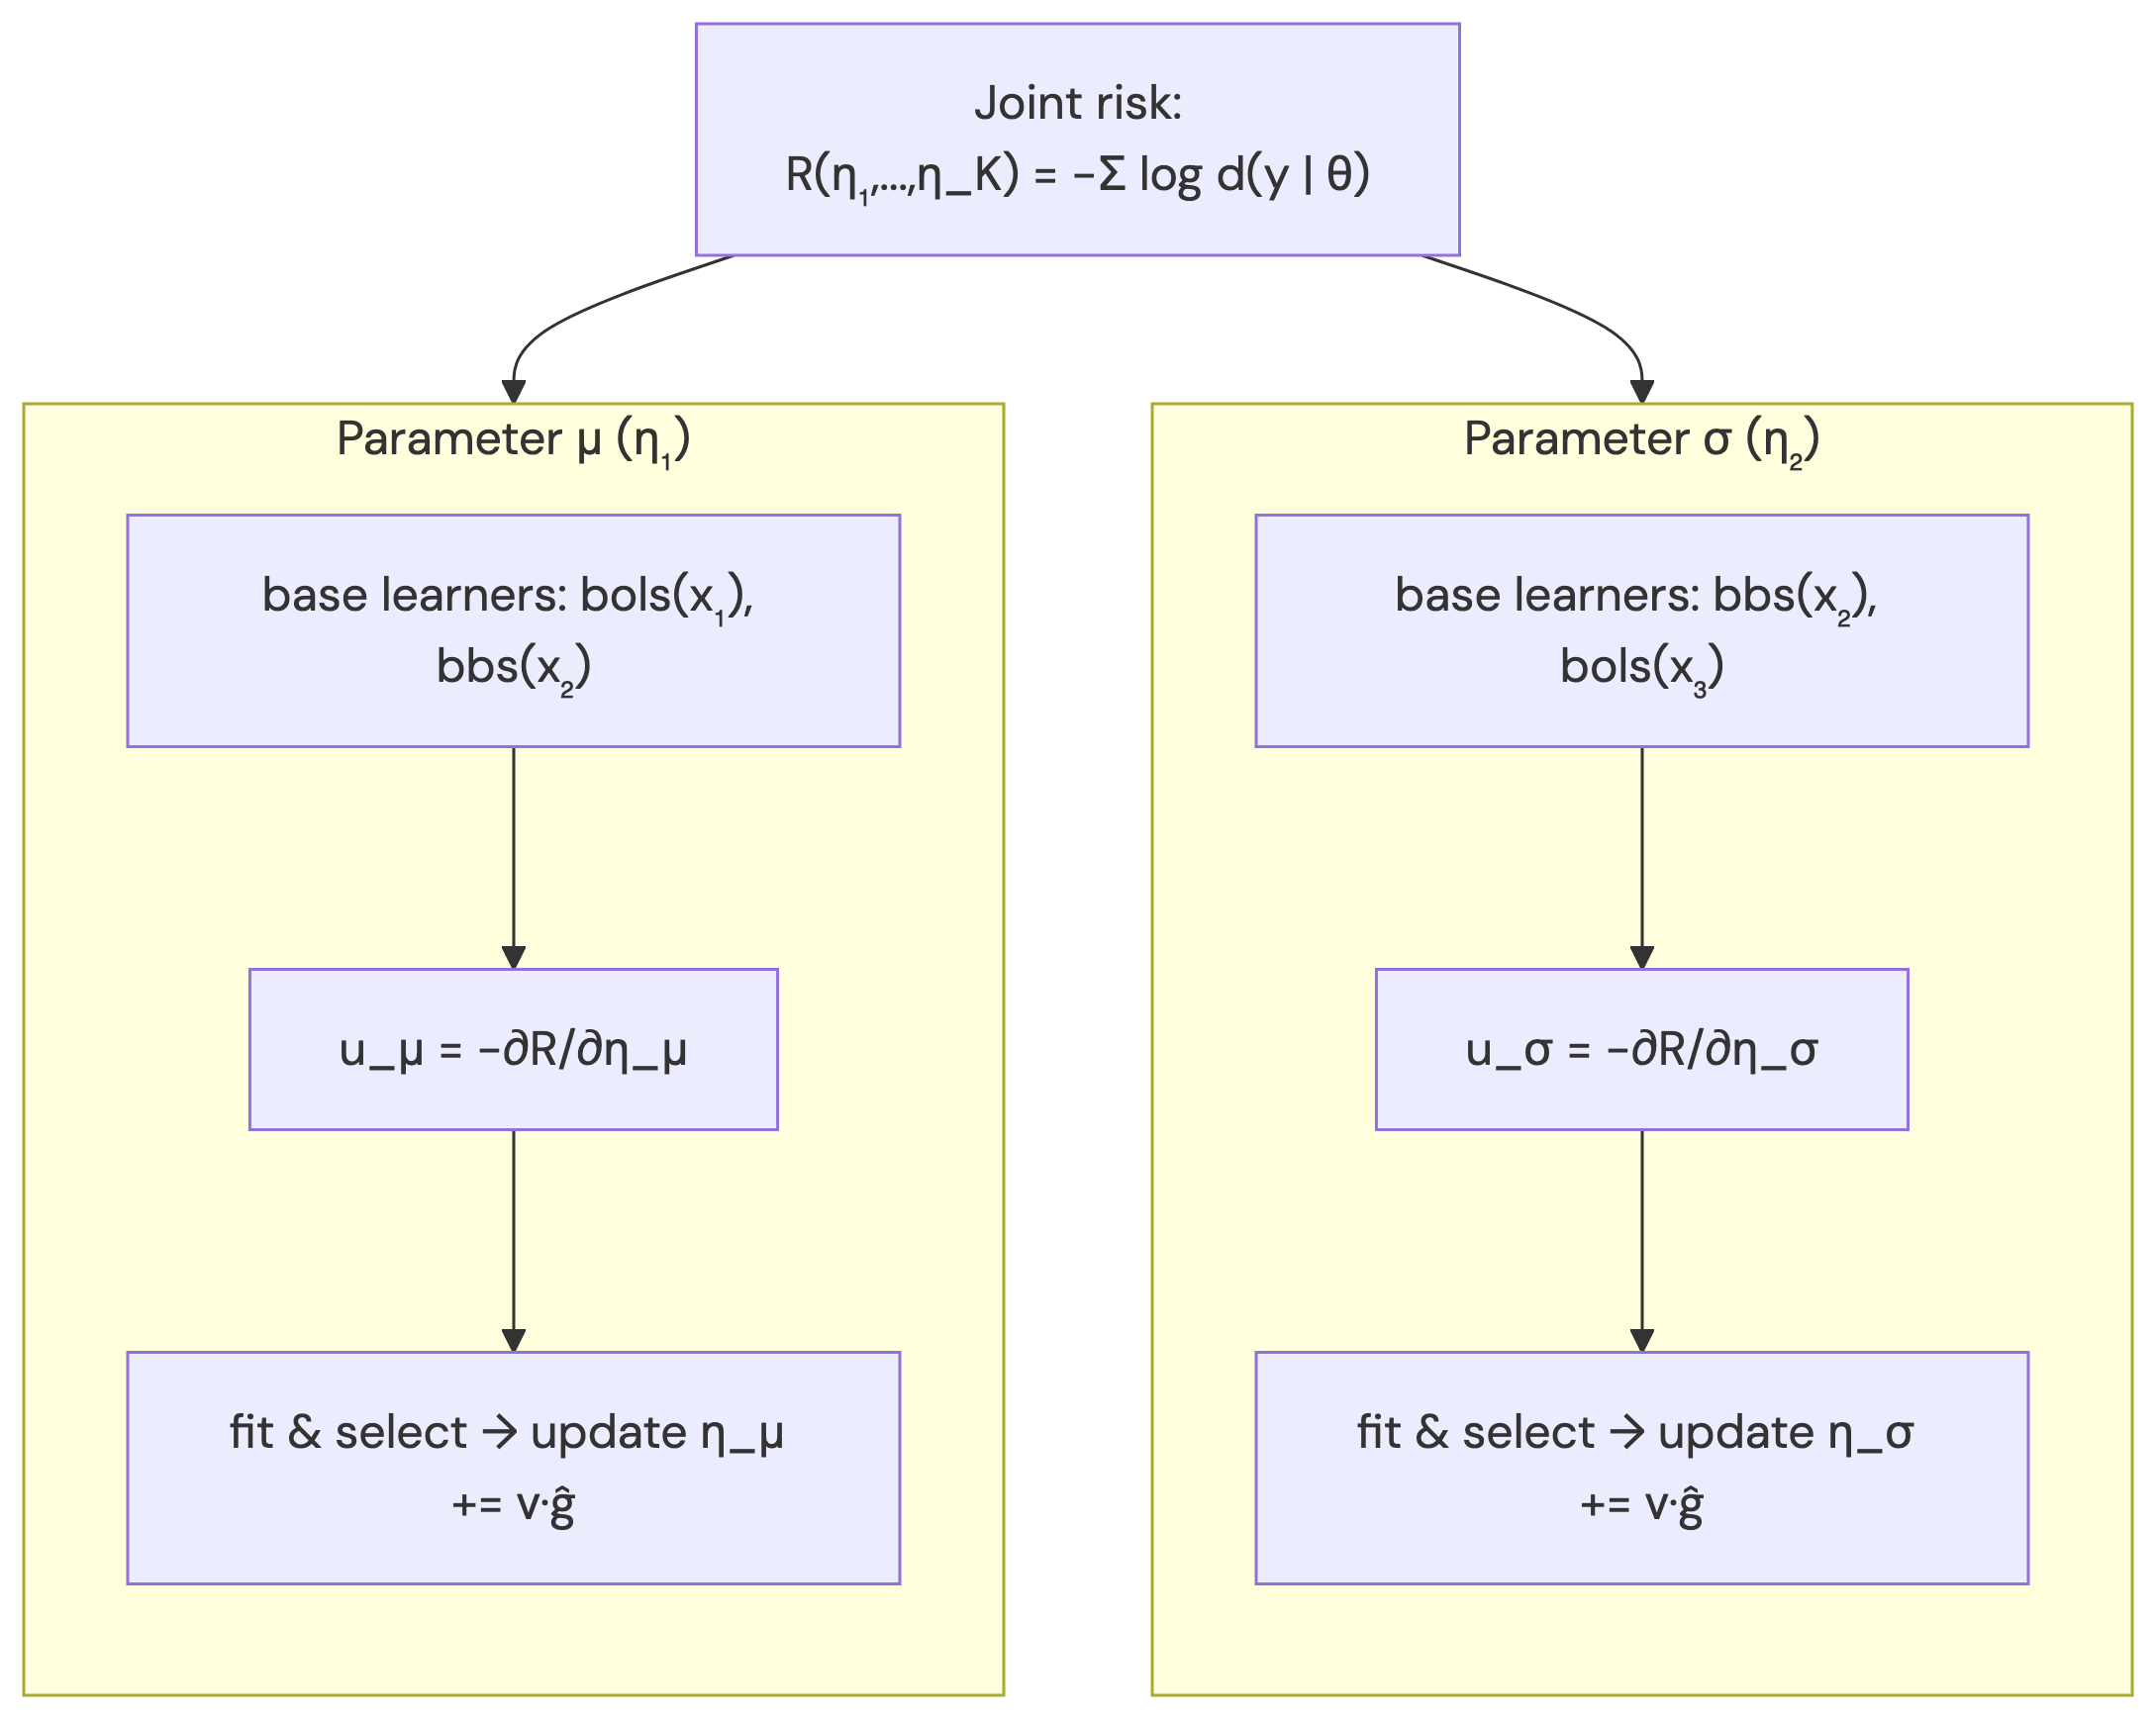 Joint risk:
R(η₁,...,η_K) = −Σ log d(y | θ)
Parameter μ (η₁)
base learners: bols(x₁),
bbs(x₂)
u_μ = −∂R/∂η_μ
fit & select → update η_μ
+= ν·ĝ
Parameter σ (η₂)
base learners: bbs(x₂),
bols(x₃)
u_σ = −∂R/∂η_σ
fit & select → update η_σ
+= ν·ĝ